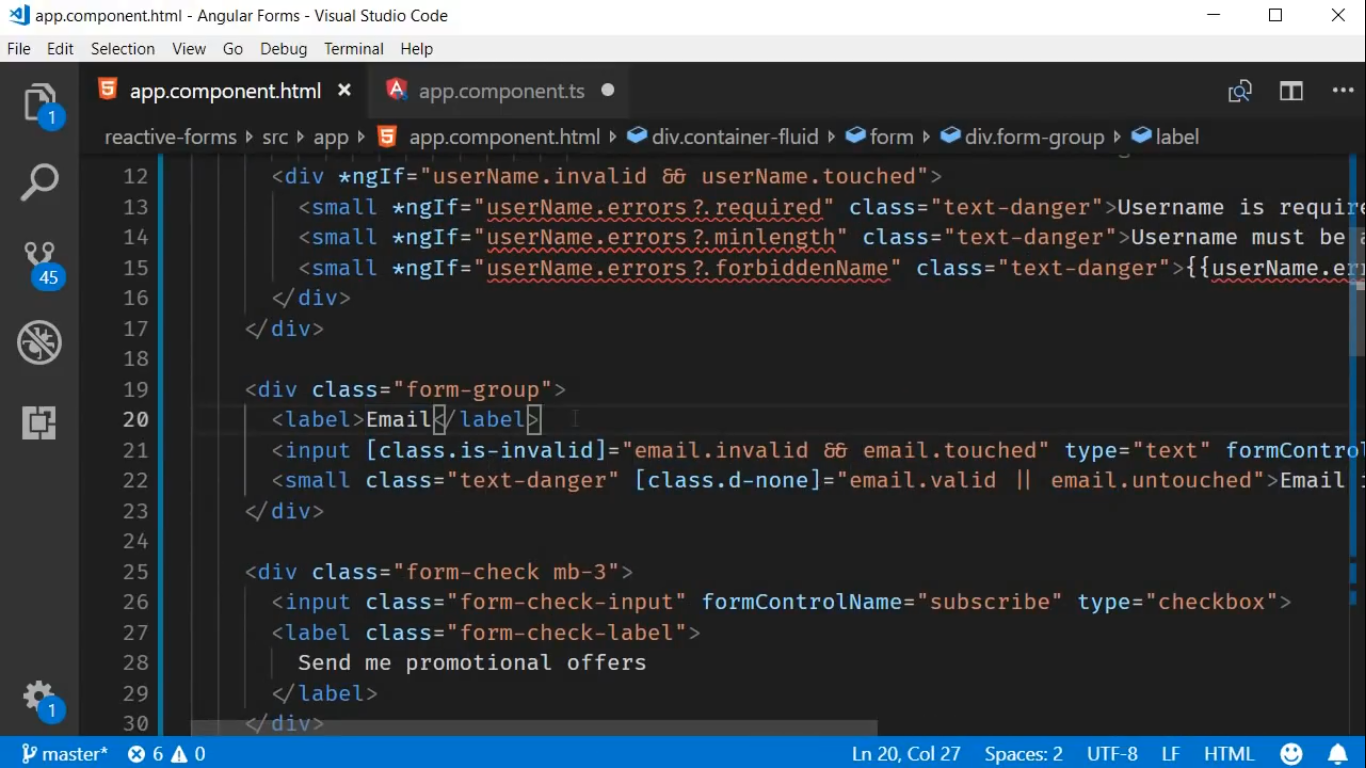 app.component.html - Angular Forms - Visual Studio Code
File Edit Selection View Go Debug Terminal Help
app.component.html app.component.ts
reactive-forms src app app.component.html div.container-fluid form div.form-group label
12 <div *ngIf="userName.invalid && userName.touched">
13 <small *ngIf="userName.errors?.required" class="text-danger">Username is require
14 <small *ngIf="userName.errors?.minlength" class="text-danger">Username must be a
15 <small *ngIf="userName.errors?.forbiddenName" class="text-danger">{{userName.err
16 </div>
17 </div>
18
19 <div class="form-group">
20 <label>Email</label>
21 <input [class.is-invalid]="email.invalid && email.touched" type="text" formControl
22 <small class="text-danger" [class.d-none]="email.valid || email.untouched">Email
23 </div>
24
25 <div class="form-check mb-3">
26 <input class="form-check-input" formControlName="subscribe" type="checkbox">
27 <label class="form-check-label">
28 Send me promotional offers
29 </label>
30 </div>
1
45
1
master* 6 0 Ln 20, Col 27 Spaces: 2 UTF-8 LF HTML